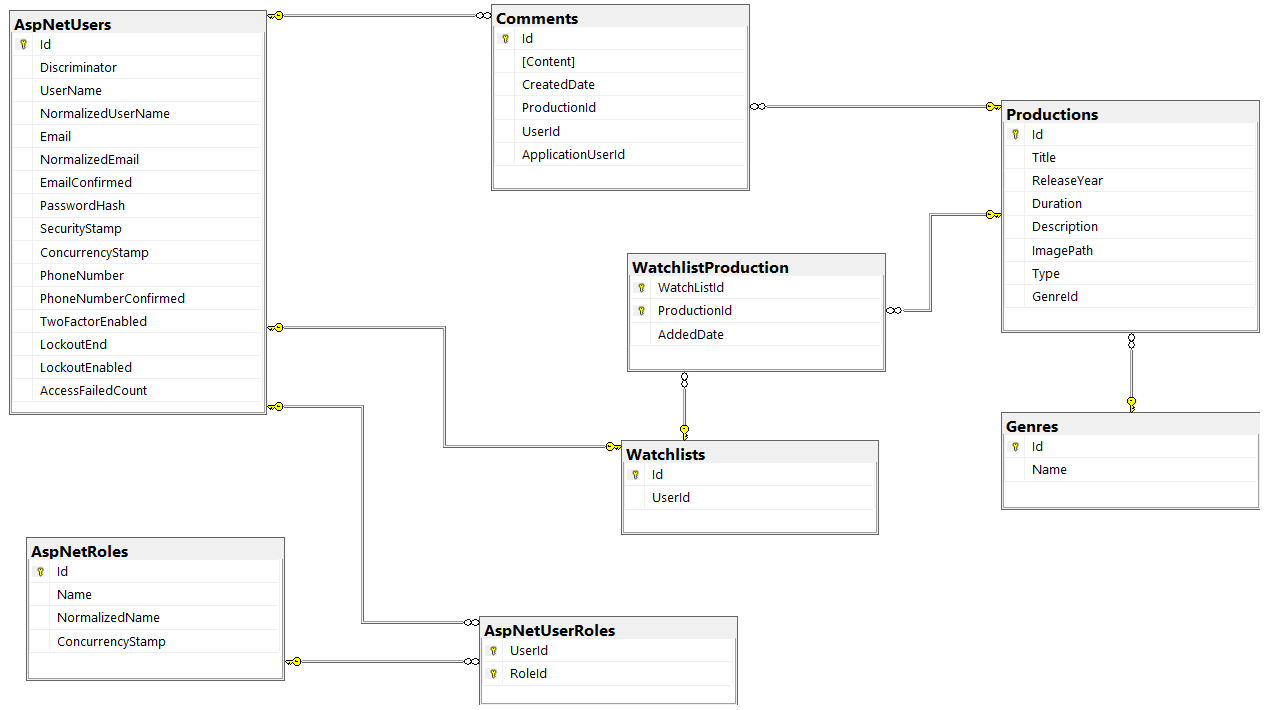 AspNetUsers
Id
Discriminator
UserName
NormalizedUserName
Email
NormalizedEmail
EmailConfirmed
PasswordHash
SecurityStamp
ConcurrencyStamp
PhoneNumber
PhoneNumberConfirmed
TwoFactorEnabled
LockoutEnd
LockoutEnabled
AccessFailedCount
Comments
Id
[Content]
CreatedDate
ProductionId
UserId
ApplicationUserId
Productions
Id
Title
ReleaseYear
Duration
Description
ImagePath
Type
GenreId
WatchlistProduction
WatchListId
ProductionId
AddedDate
Watchlists
Id
UserId
Genres
Id
Name
AspNetRoles
Id
Name
NormalizedName
ConcurrencyStamp
AspNetUserRoles
UserId
RoleId